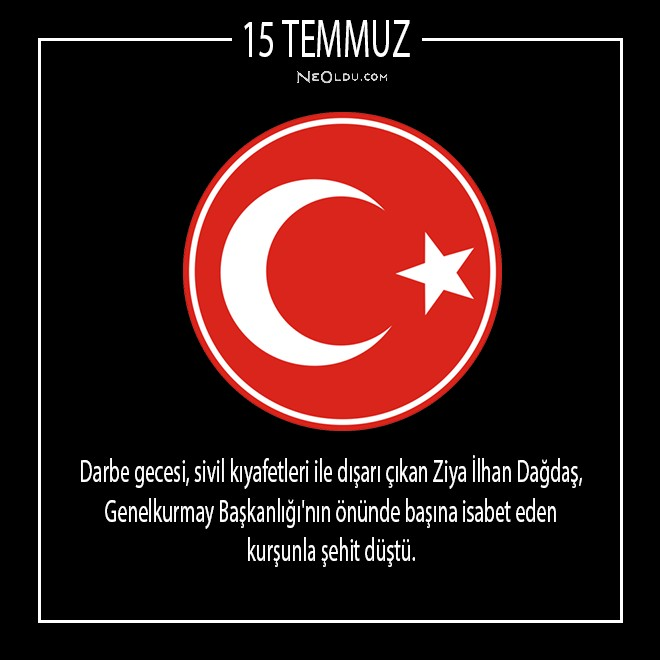 15 TEMMUZ
NEOLDU.COM
Darbe gecesi, sivil kıyafetleri ile dışarı çıkan Ziya İlhan Dağdaş,
Genelkurmay Başkanlığı'nın önünde başına isabet eden
kurşunla şehit düştü.